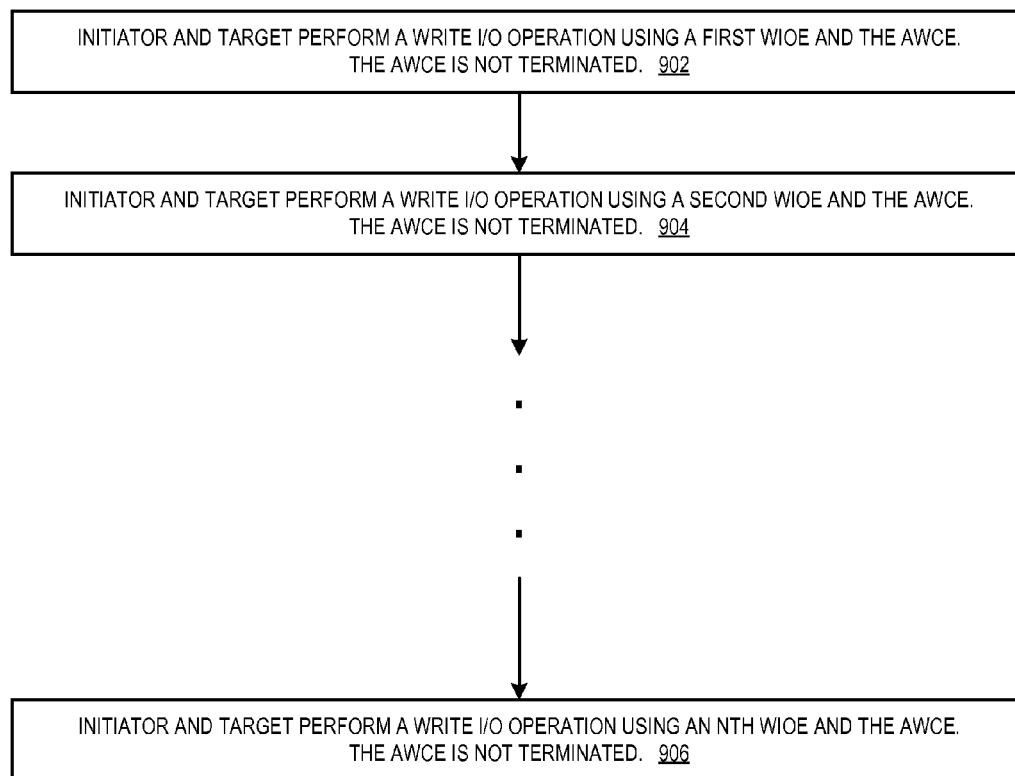 INITIATOR AND TARGET PERFORM A WRITE I/O OPERATION USING A FIRST WIOE AND THE AWCE.
THE AWCE IS NOT TERMINATED. 902
INITIATOR AND TARGET PERFORM A WRITE I/O OPERATION USING A SECOND WIOE AND THE AWCE.
THE AWCE IS NOT TERMINATED. 904
INITIATOR AND TARGET PERFORM A WRITE I/O OPERATION USING AN NTH WIOE AND THE AWCE.
THE AWCE IS NOT TERMINATED. 906